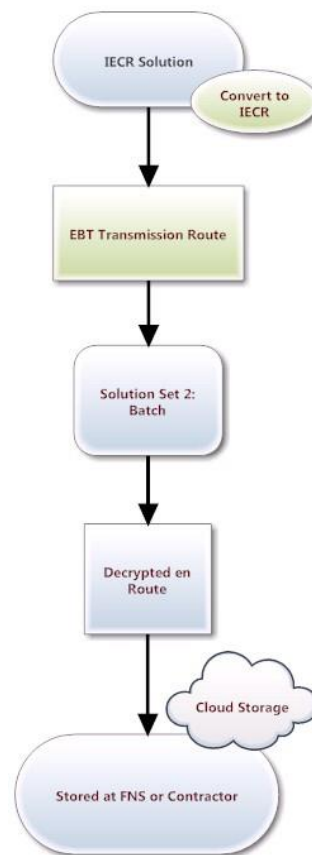 IECR Solution
Convert to
IECR
EBT Transmission Route
Solution Set 2:
Batch
Decrypted en
Route
Cloud Storage
Stored at FNS or Contractor